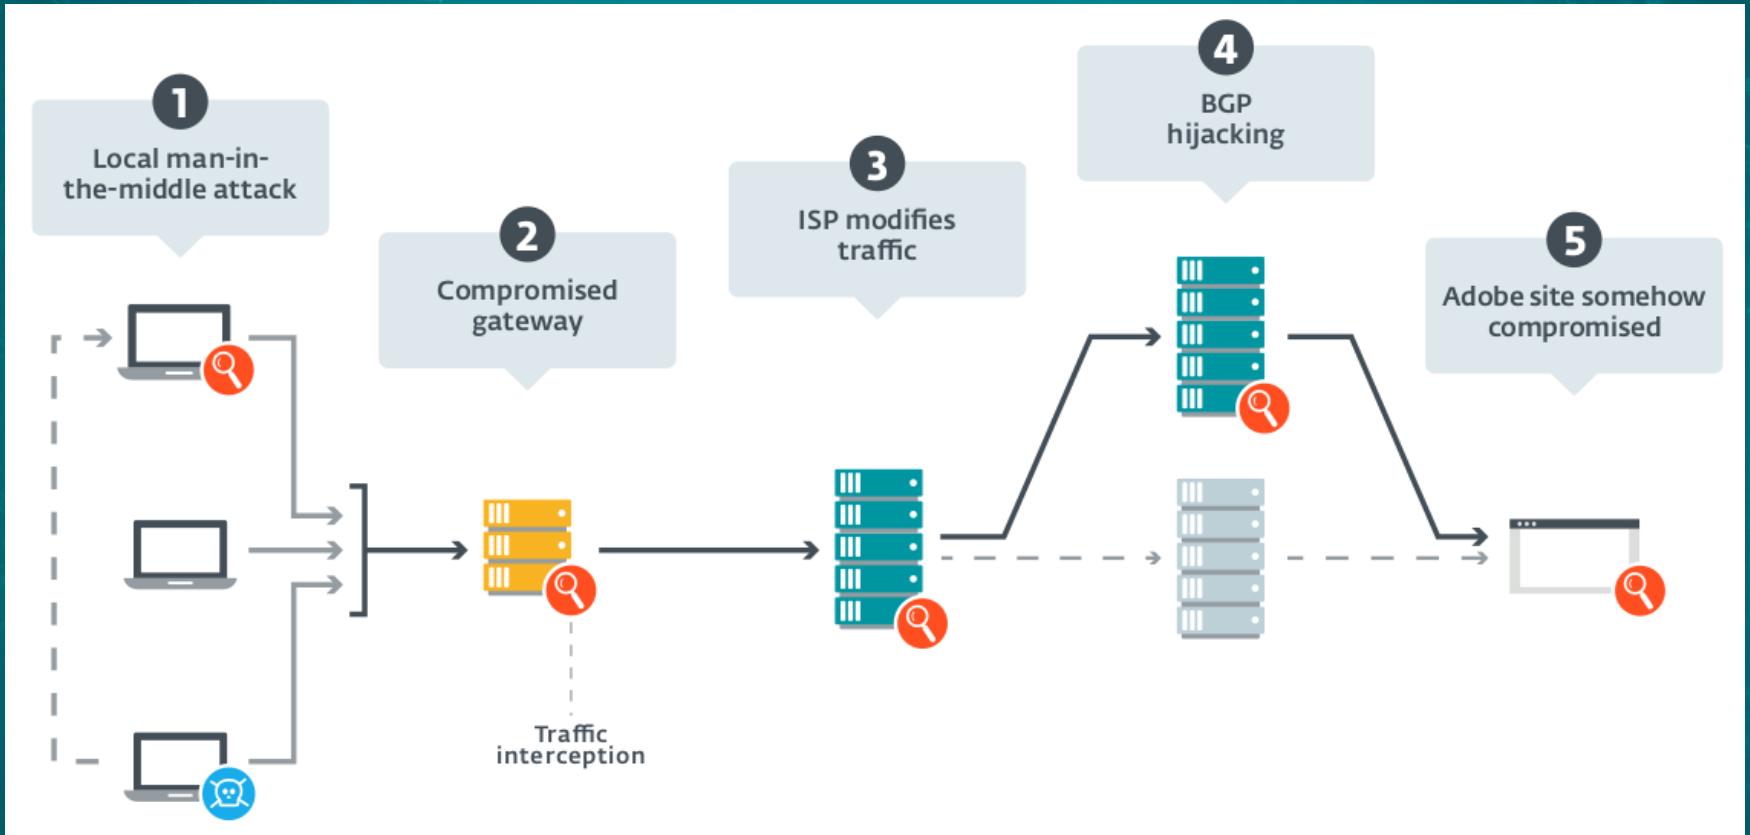 1
Local man-in-
the-middle attack
2
Compromised
gateway
Traffic
interception
3
ISP modifies
traffic
4
BGP
hijacking
5
Adobe site somehow
compromised